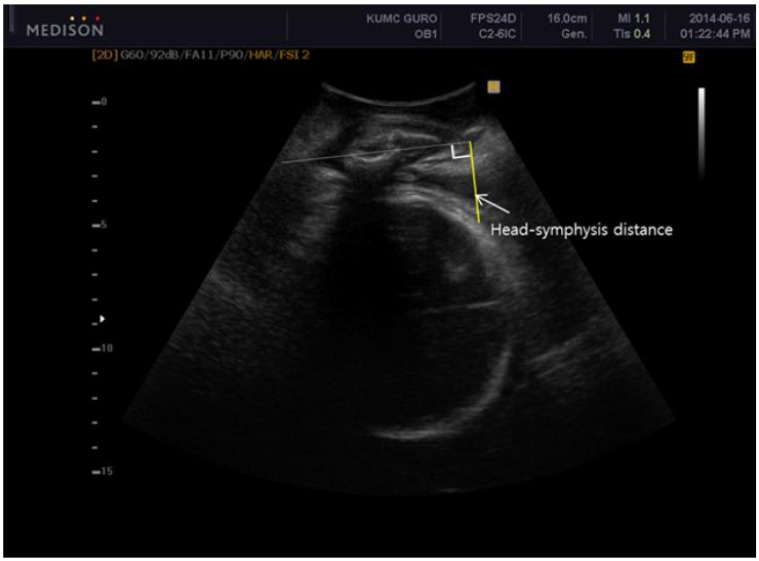 MEDISON
KUMC GURO
OB1
FPS24D
C2-6IC
16.0cm
Gen.
MI 1.1
TIs 0.4
2014-06-16
01:22:44 PM
[2D] G60/92dB/FA11/P90/HAR/FSI 2
0
5
10
15
Head-symphysis distance